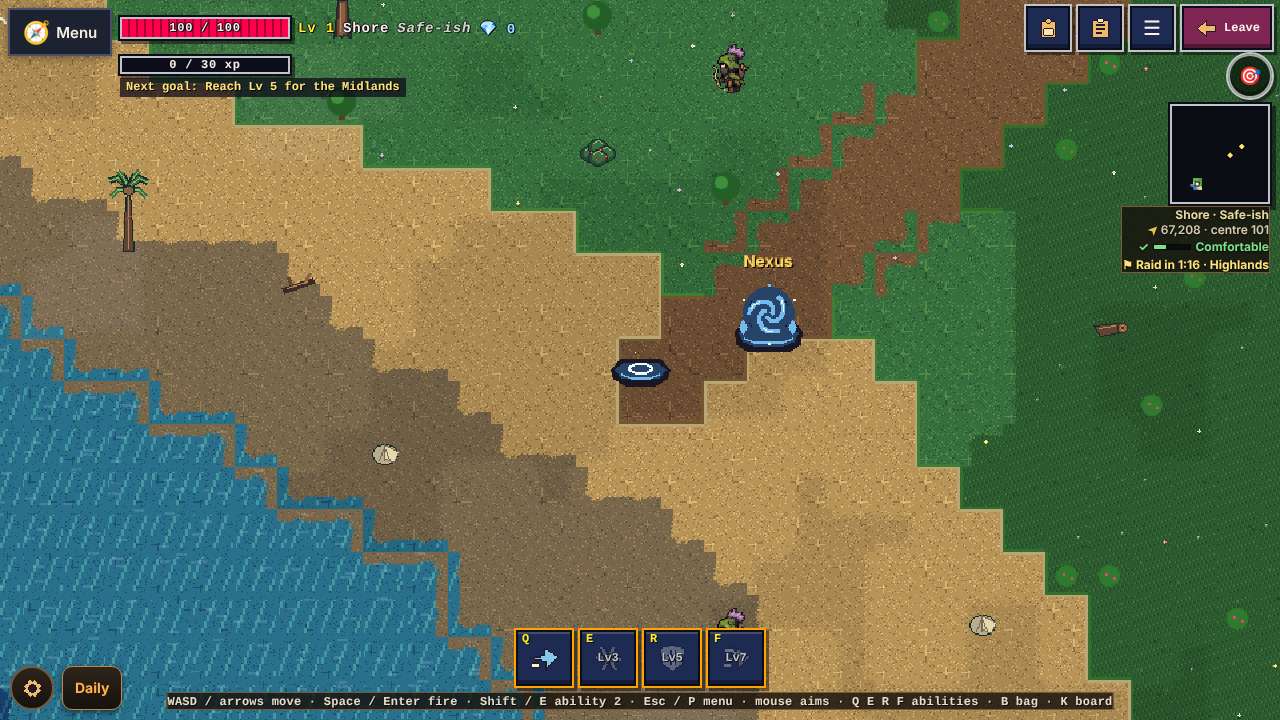 Menu
100 / 100
Lv 1 Shore Safe-ish 0
0 / 30 xp
Next goal: Reach Lv 5 for the Midlands
Leave
Shore · Safe-ish
67,208 · centre 101
Comfortable
Raid in 1:16 · Highlands
Nexus
Q
E
Lv3
R
Lv5
F
Lv7
Daily
WASD / arrows move · Space / Enter fire · Shift / E ability 2 · Esc / P menu · mouse aims · Q E R F abilities · B bag · K board